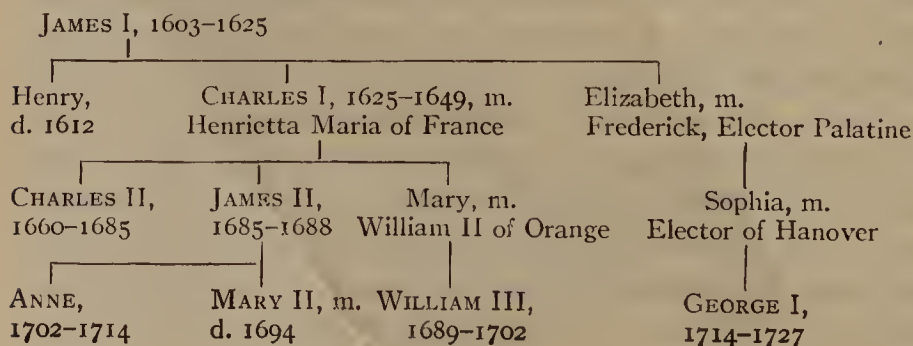 JAMES I, 1603–1625
Henry, CHARLES I, 1625–1649, m. Elizabeth, m.
d. 1612 Henrietta Maria of France Frederick, Elector Palatine
CHARLES II, JAMES II, Mary, m. Sophia, m.
1660–1685 1685–1688 William II of Orange Elector of Hanover
ANNE, MARY II, m. WILLIAM III, GEORGE I,
1702–1714 d. 1694 1689–1702 1714–1727